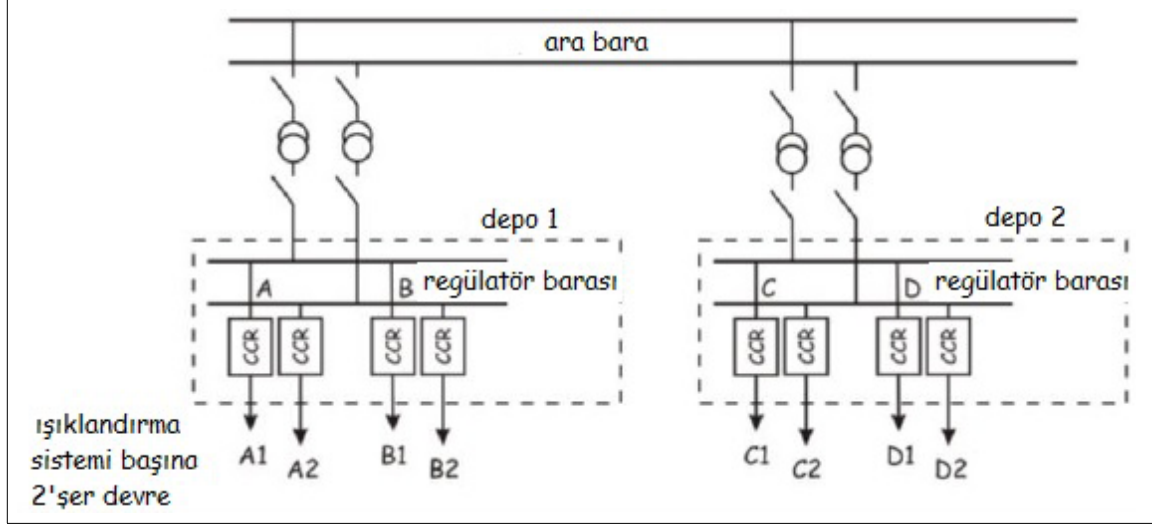 ara bara
depo 1
depo 2
A
B
regülatör barası
C
D
regülatör barası
CCR
CCR
CCR
CCR
CCR
CCR
CCR
CCR
ışıklandırma
sistemi başına
2'şer devre
A1
A2
B1
B2
C1
C2
D1
D2